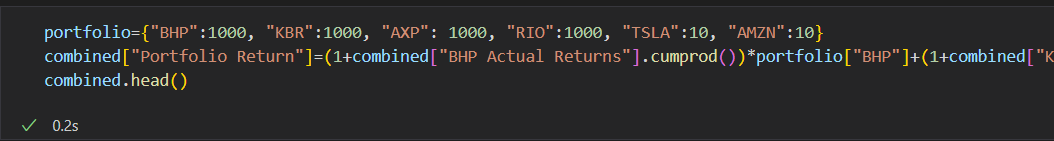 portfolio={"BHP":1000, "KBR":1000, "AXP": 1000, "RIO":1000, "TSLA":10, "AMZN":10}
combined["Portfolio Return"]=(1+combined["BHP Actual Returns"].cumprod())*portfolio["BHP"]+(1+combined["K
combined.head()
0.2s